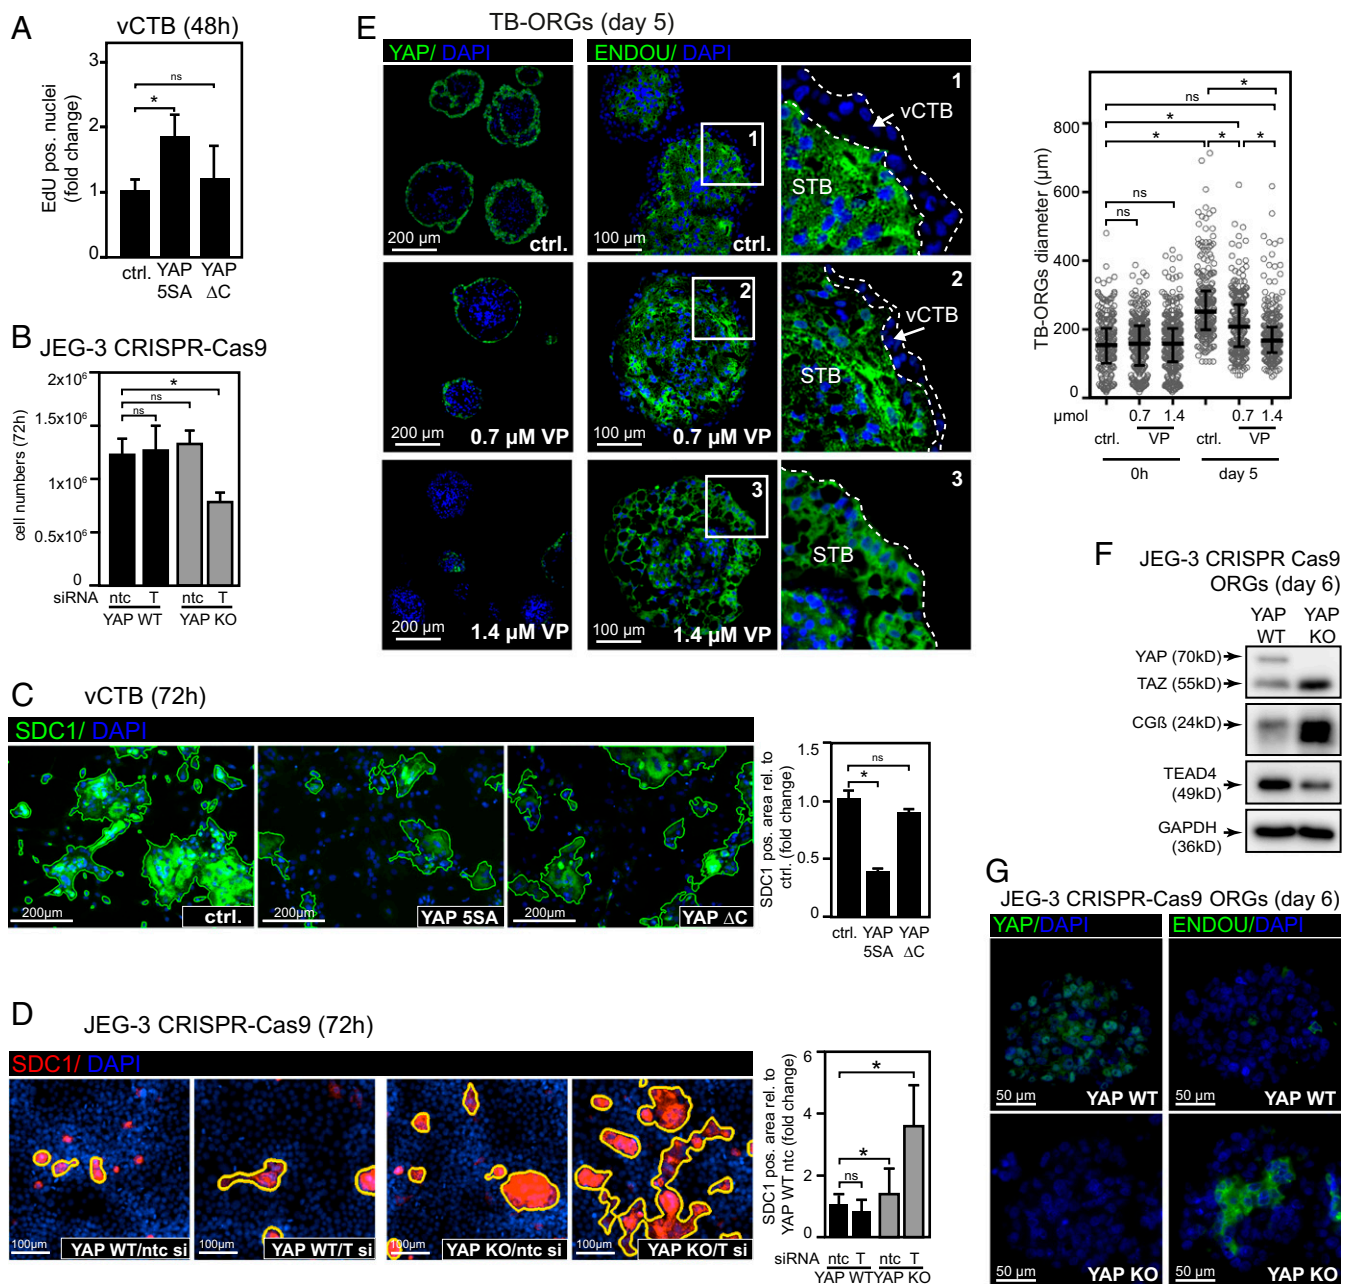 A
vCTB (48h)
EdU pos. nuclei
(fold change)
3
2
1
0
*
ns
ctrl.
YAP
5SA
YAP
ΔC
B
JEG-3 CRISPR-Cas9
cell numbers (72h)
2x10⁶
1.5x10⁶
1x10⁶
0.5x10⁶
0
*
ns
ns
siRNA
ntc T ntc T
YAP WT YAP KO
C
vCTB (72h)
SDC1/ DAPI
200µm
ctrl.
200µm
YAP 5SA
200µm
YAP ΔC
SDC1 pos. area rel. to
ctrl. (fold change)
1.5
1.0
0.5
0
ns
*
ctrl. YAP YAP
5SA ΔC
D
JEG-3 CRISPR-Cas9 (72h)
SDC1/ DAPI
100µm
YAP WT/ntc si
100µm
YAP WT/T si
100µm
YAP KO/ntc si
100µm
YAP KO/T si
SDC1 pos. area rel. to
YAP WT ntc (fold change)
6
4
2
0
*
*
ns
siRNA ntc T ntc T
YAP WT YAP KO
E
TB-ORGs (day 5)
YAP/ DAPI
ENDOU/ DAPI
200 µm
ctrl.
1
100 µm
ctrl.
1
vCTB
STB
200 µm
0.7 µM VP
2
100 µm
0.7 µM VP
2
vCTB
STB
200 µm
1.4 µM VP
3
100 µm
1.4 µM VP
3
STB
TB-ORGs diameter (µm)
800
600
400
200
0
*
ns
*
* * *
ns
ns
µmol
0.7 1.4 0.7 1.4
ctrl. VP ctrl. VP
0h day 5
F
JEG-3 CRISPR Cas9
ORGs (day 6)
YAP YAP
WT KO
YAP (70kD)
TAZ (55kD)
CGß (24kD)
TEAD4
(49kD)
GAPDH
(36kD)
G
JEG-3 CRISPR-Cas9 ORGs (day 6)
YAP/DAPI
ENDOU/DAPI
50 µm
YAP WT
50 µm
YAP WT
50 µm
YAP KO
50 µm
YAP KO